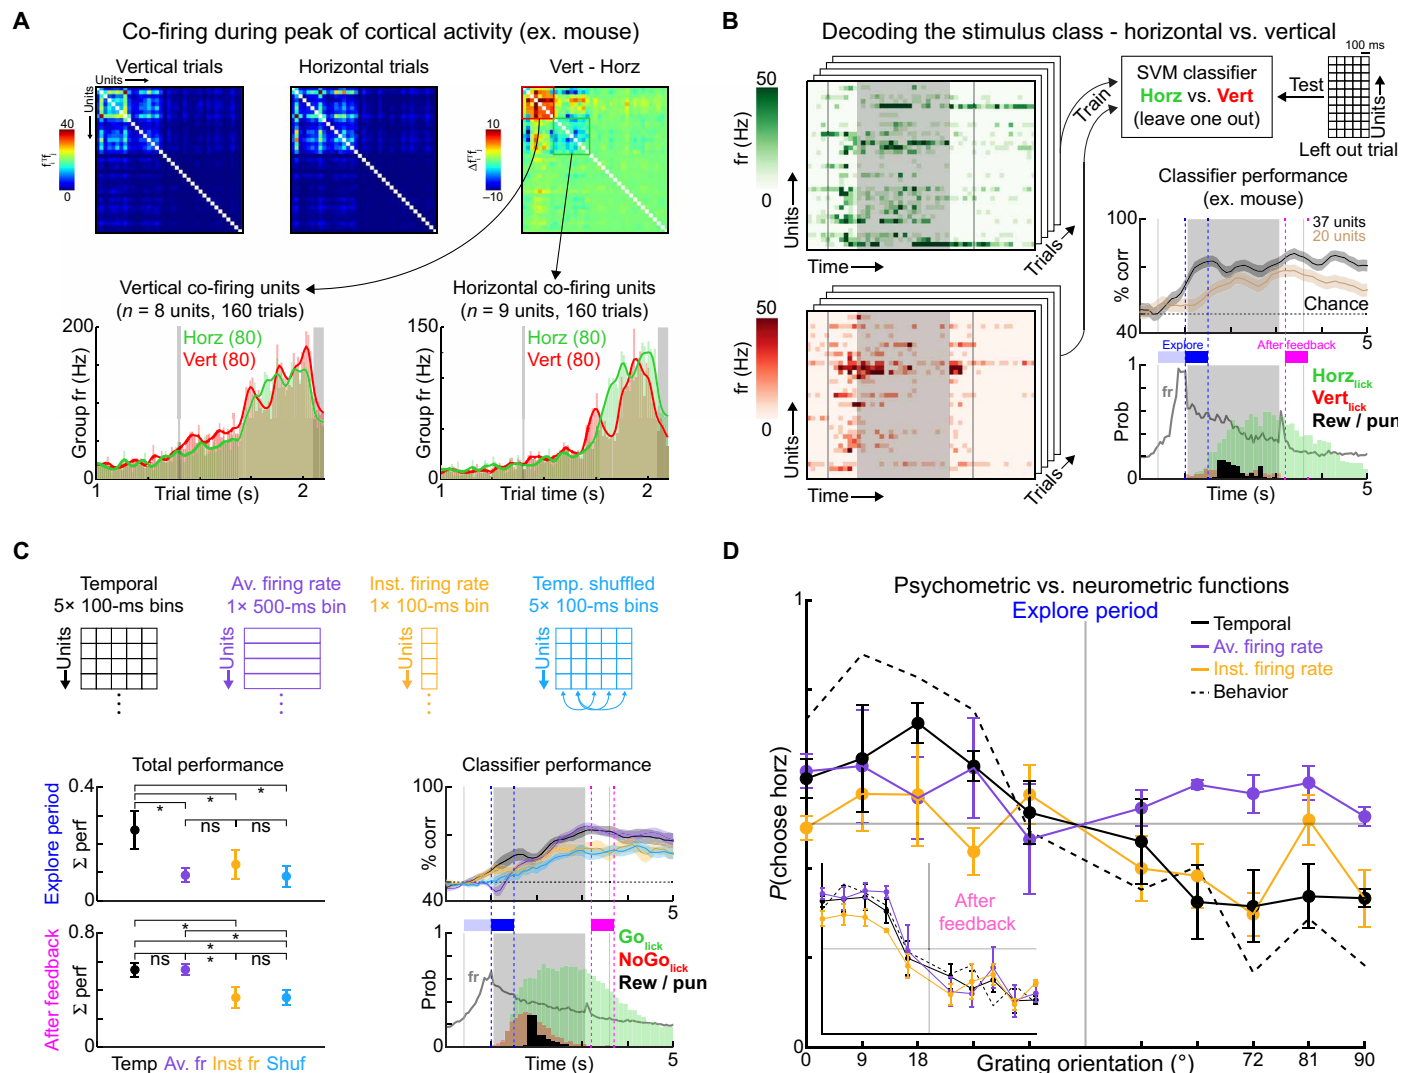 A
Co-firing during peak of cortical activity (ex. mouse)
Vertical trials
Horizontal trials
Vert - Horz
Units
Units
40
0
10
−10
Vertical co-firing units
(n = 8 units, 160 trials)
Horizontal co-firing units
(n = 9 units, 160 trials)
200
Horz (80)
Vert (80)
Group fr (Hz)
0
1
Trial time (s)
2
150
Horz (80)
Vert (80)
Group fr (Hz)
0
1
Trial time (s)
2
B
Decoding the stimulus class - horizontal vs. vertical
50
fr (Hz)
0
Units
Time
Trials
50
fr (Hz)
0
Units
Time
Trials
Train
SVM classifier
Horz vs. Vert
(leave one out)
Test
100 ms
Units
Left out trial
Classifier performance
(ex. mouse)
100
37 units
20 units
% corr
Chance
40
5
Explore
After feedback
1
fr
Horz lick
Vert lick
Rew / pun
Prob
0
Time (s)
5
C
Temporal
5× 100-ms bins
Av. firing rate
1× 500-ms bin
Inst. firing rate
1× 100-ms bin
Temp. shuffled
5× 100-ms bins
Units
Units
Units
Units
Total performance
Explore period
0.4
Σ perf
0
*
*
*
ns
ns
After feedback
0.8
Σ perf
0
*
*
*
ns
*
ns
Temp Av. fr Inst fr Shuf
Classifier performance
100
% corr
40
5
1
fr
Go lick
NoGo lick
Rew / pun
Prob
0
Time (s)
5
D
Psychometric vs. neurometric functions
Explore period
1
Temporal
Av. firing rate
Inst. firing rate
Behavior
P(choose horz)
After
feedback
0
0
9
18
Grating orientation (°)
72
81
90